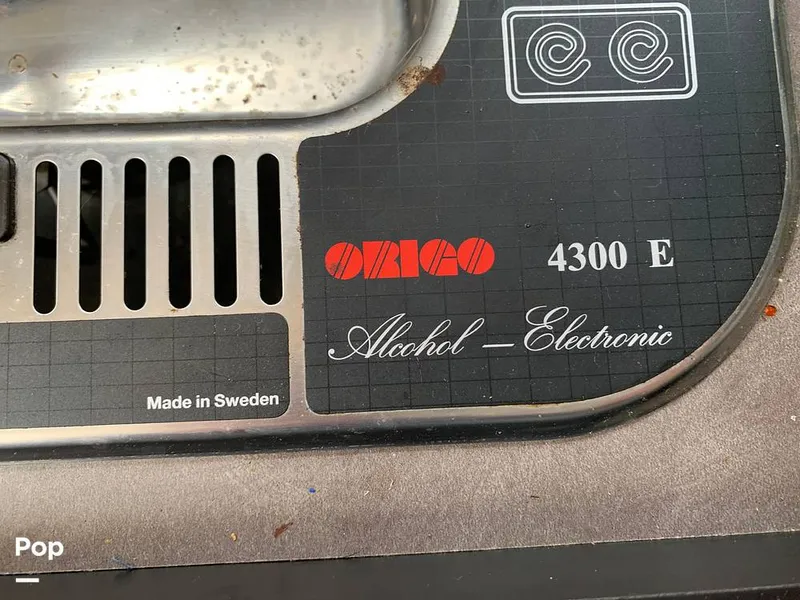 ORIGO 4300 E
Alcohol – Electronic
Made in Sweden
Pop